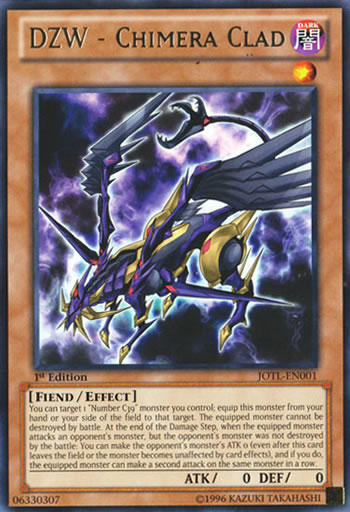 DZW - CHIMERA CLAD
DARK
闇
1st Edition
JOTL-EN001
[FIEND / EFFECT]
You can target 1 "Number C39" monster you control; equip this monster from your
hand or your side of the field to that target. The equipped monster cannot be
destroyed by battle. At the end of the Damage Step, when the equipped monster
attacks an opponent's monster, but the opponent's monster was not destroyed
by the battle: You can make the opponent's monster's ATK 0 (even after this card
leaves the field or the monster becomes unaffected by card effects), and if you do,
the equipped monster can make a second attack on the same monster in a row.
ATK / 0 DEF / 0
06330307
©1996 KAZUKI TAKAHASHI